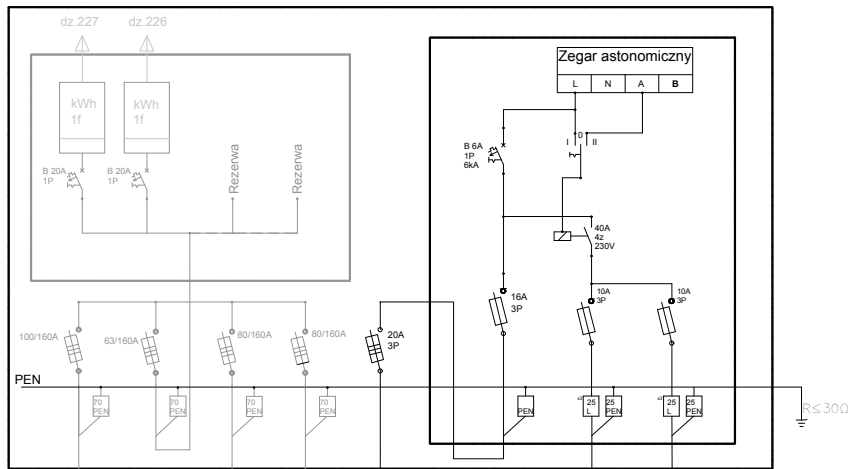 dz.227
dz.226
Zegar astonomiczny
L N A B
kWh
1f
kWh
1f
B 20A
1P
B 20A
1P
Rezerwa
Rezerwa
B 6A
1P
6kA
I 0 II
40A
4z
230V
16A
3P
10A
3P
10A
3P
100/160A
63/160A
80/160A
80/160A
20A
3P
PEN
70
PEN
70
PEN
70
PEN
70
PEN
PEN
x3
25
L
25
PEN
x3
25
L
25
PEN
R≤30Ω